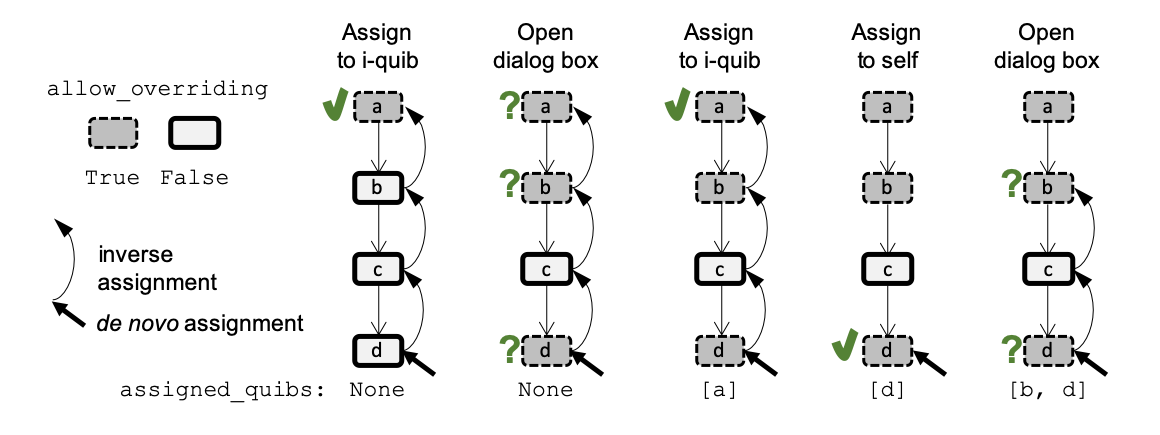 Assign
to i-quib
Open
dialog box
Assign
to i-quib
Assign
to self
Open
dialog box
allow_overriding
True False
inverse
assignment
de novo assignment
a ? a a a a
b ? b b b ? b
c c c c c
d ? d d d ? d
assigned_quibs: None None [a] [d] [b, d]